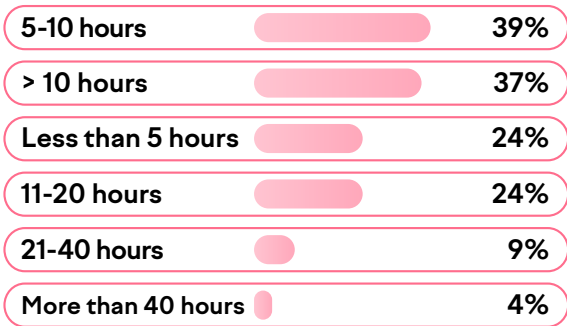 5-10 hours 39%
> 10 hours 37%
Less than 5 hours 24%
11-20 hours 24%
21-40 hours 9%
More than 40 hours 4%